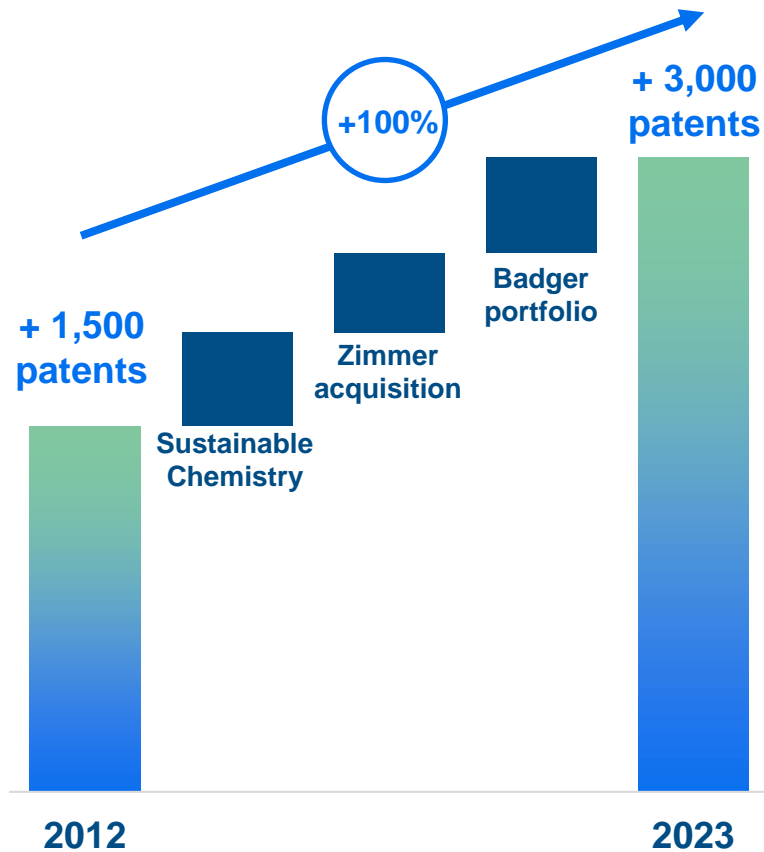 +100%
+ 3,000
patents
Badger
portfolio
+ 1,500
patents
Zimmer
acquisition
Sustainable
Chemistry
2012
2023